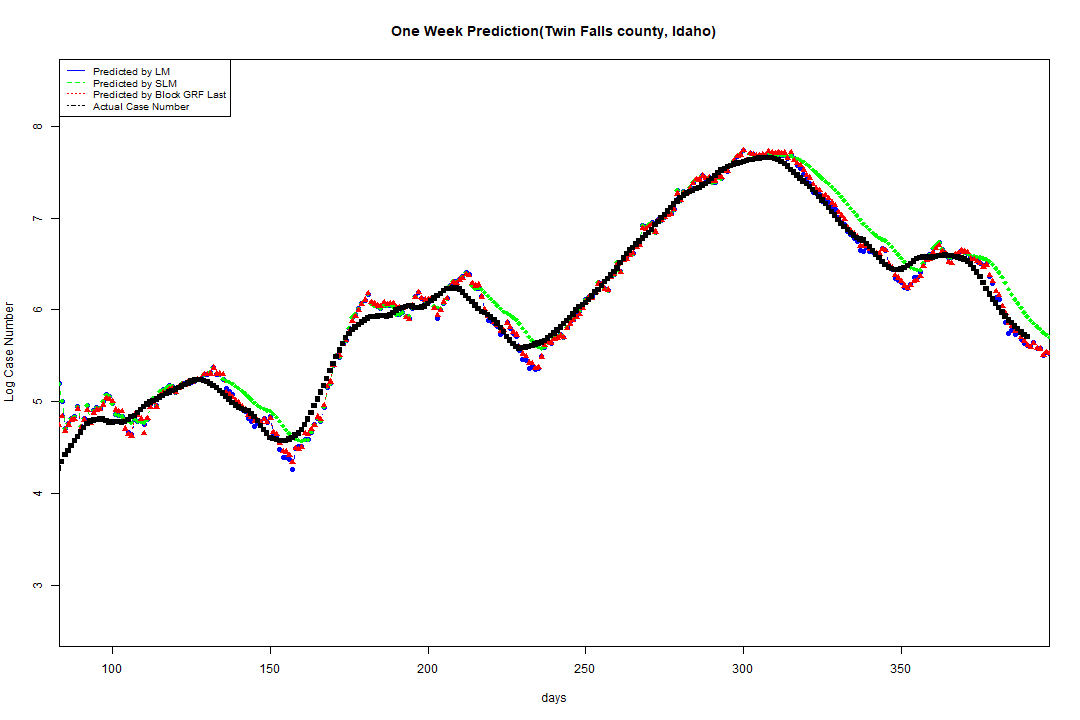 One Week Prediction(Twin Falls county, Idaho)
Predicted by LM
Predicted by SLM
Predicted by Block GRF Last
Actual Case Number
8
7
6
5
4
3
Log Case Number
100 150 200 250 300 350
days